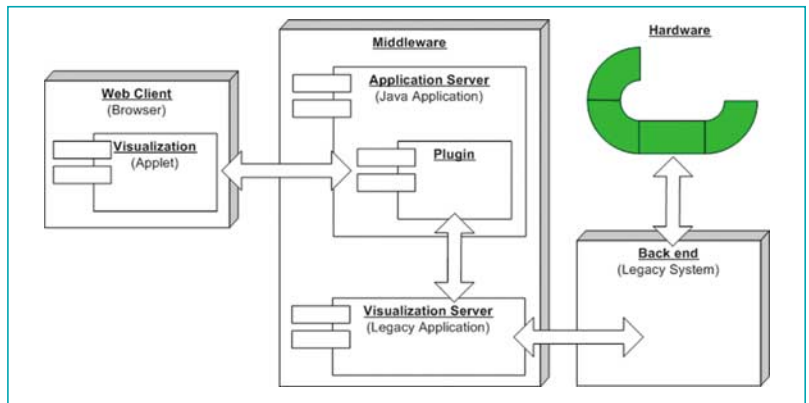 Middleware
Hardware
Web Client
(Browser)
Application Server
(Java Application)
Visualization
(Applet)
Plugin
Back end
(Legacy System)
Visualization Server
(Legacy Application)